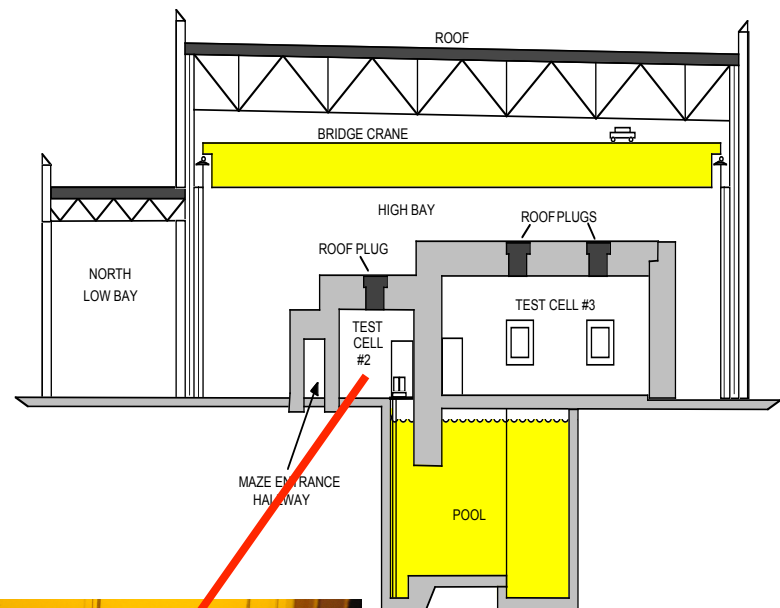 ROOF
BRIDGE CRANE
HIGH BAY
ROOF PLUGS
ROOF PLUG
NORTH
LOW BAY
TEST CELL #3
TEST
CELL
#2
MAZE ENTRANCE
HALLWAY
POOL